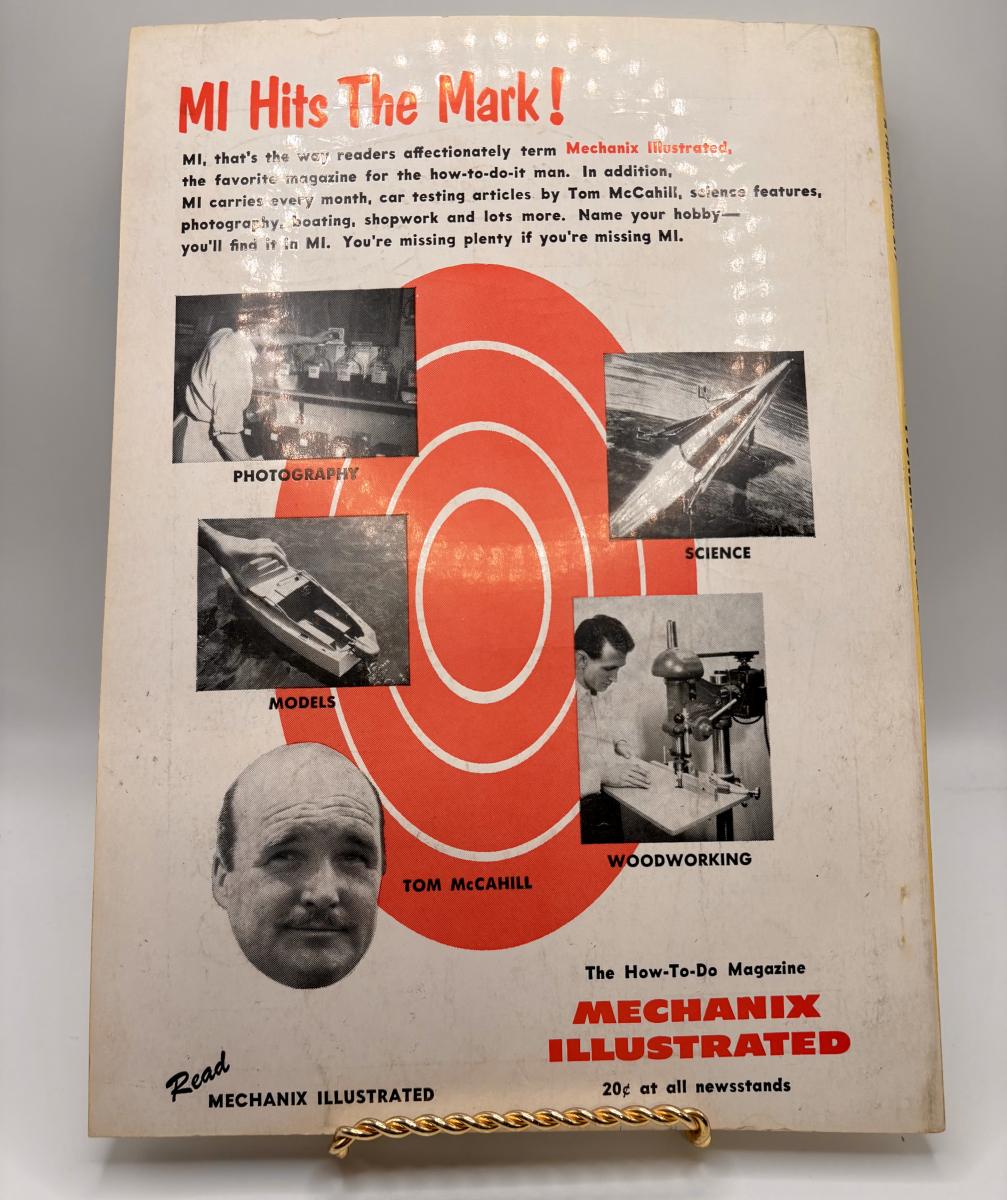 MI Hits The Mark!
MI, that's the way readers affectionately term Mechanix Illustrated,
the favorite magazine for the how-to-do-it man. In addition,
MI carries every month, car testing articles by Tom McCahill, science features,
photography, boating, shopwork and lots more. Name your hobby—
you'll find it in MI. You're missing plenty if you're missing MI.
PHOTOGRAPHY
SCIENCE
MODELS
WOODWORKING
TOM McCAHILL
The How-To-Do Magazine
MECHANIX
ILLUSTRATED
20¢ at all newsstands
Read
MECHANIX ILLUSTRATED